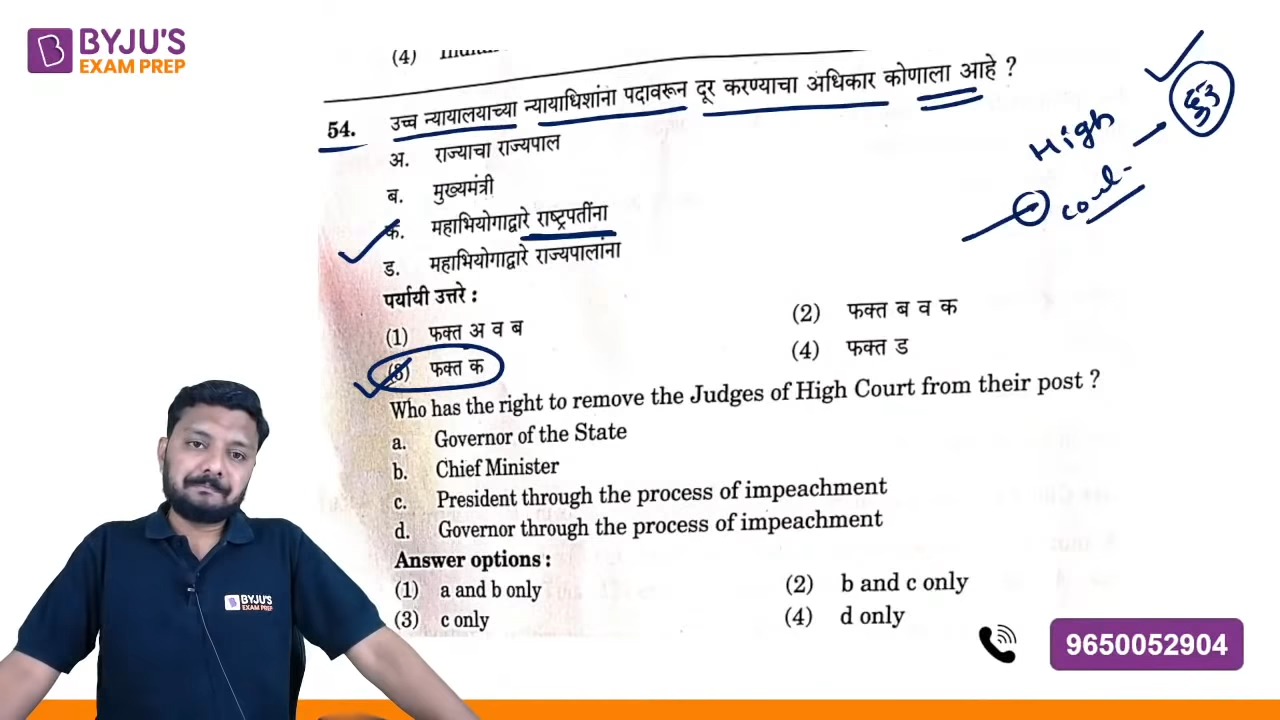 BYJU'S
EXAM PREP
(4)
54. उच्च न्यायालयाच्या न्यायाधिशांना पदावरून दूर करण्याचा अधिकार कोणाला आहे ?
अ. राज्याचा राज्यपाल
ब. मुख्यमंत्री
क. महाभियोगाद्वारे राष्ट्रपतींना
ड. महाभियोगाद्वारे राज्यपालांना
पर्यायी उत्तरे :
(1) फक्त अ व ब
(2) फक्त ब व क
(3) फक्त क
(4) फक्त ड
Who has the right to remove the Judges of High Court from their post ?
a. Governor of the State
b. Chief Minister
c. President through the process of impeachment
d. Governor through the process of impeachment
Answer options :
(1) a and b only
(2) b and c only
(3) c only
(4) d only
High
BYJU'S
EXAM PREP
9650052904